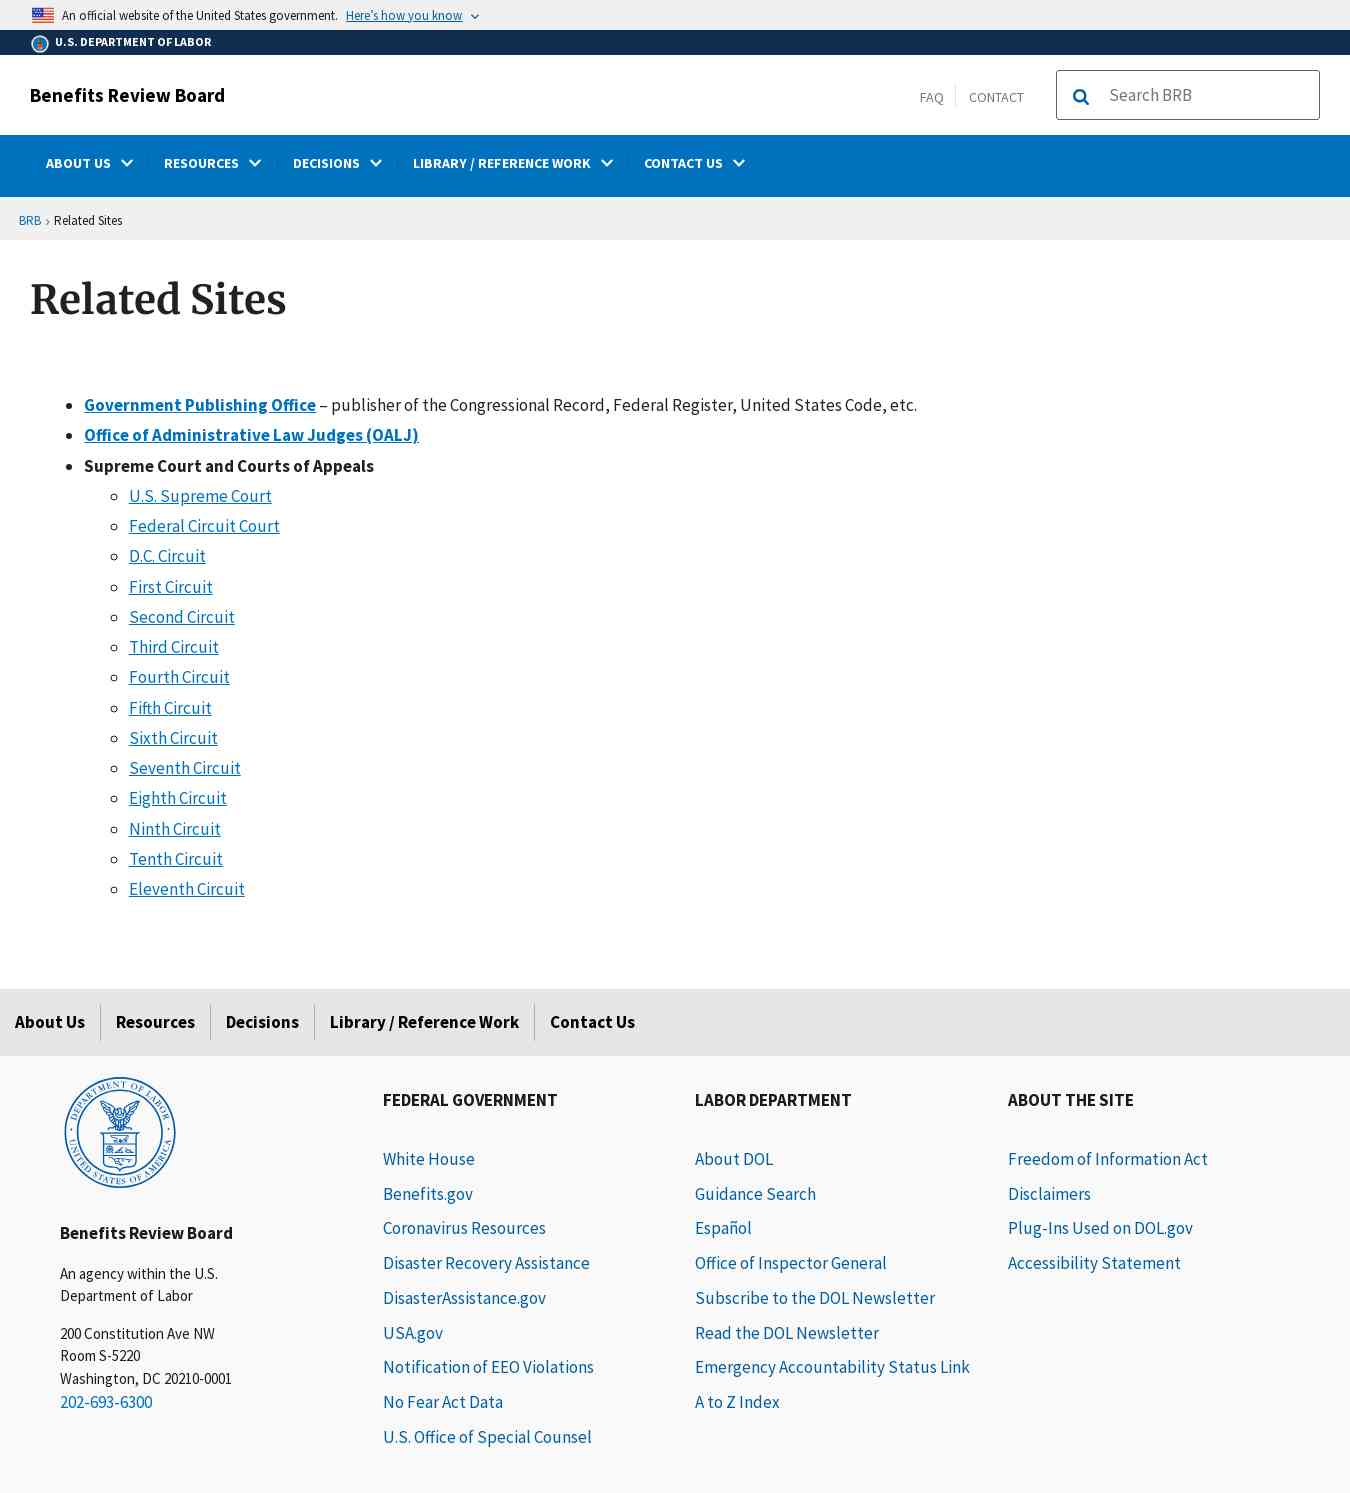 An official website of the United States government. Here's how you know
U.S. DEPARTMENT OF LABOR
Benefits Review Board
FAQ
CONTACT
Search BRB
ABOUT US
RESOURCES
DECISIONS
LIBRARY / REFERENCE WORK
CONTACT US
BRB › Related Sites
Related Sites
Government Publishing Office – publisher of the Congressional Record, Federal Register, United States Code, etc.
Office of Administrative Law Judges (OALJ)
Supreme Court and Courts of Appeals
U.S. Supreme Court
Federal Circuit Court
D.C. Circuit
First Circuit
Second Circuit
Third Circuit
Fourth Circuit
Fifth Circuit
Sixth Circuit
Seventh Circuit
Eighth Circuit
Ninth Circuit
Tenth Circuit
Eleventh Circuit
About Us
Resources
Decisions
Library / Reference Work
Contact Us
DEPARTMENT OF LABOR
UNITED STATES OF AMERICA
Benefits Review Board
An agency within the U.S.
Department of Labor
200 Constitution Ave NW
Room S-5220
Washington, DC 20210-0001
202-693-6300
FEDERAL GOVERNMENT
White House
Benefits.gov
Coronavirus Resources
Disaster Recovery Assistance
DisasterAssistance.gov
USA.gov
Notification of EEO Violations
No Fear Act Data
U.S. Office of Special Counsel
LABOR DEPARTMENT
About DOL
Guidance Search
Español
Office of Inspector General
Subscribe to the DOL Newsletter
Read the DOL Newsletter
Emergency Accountability Status Link
A to Z Index
ABOUT THE SITE
Freedom of Information Act
Disclaimers
Plug-Ins Used on DOL.gov
Accessibility Statement